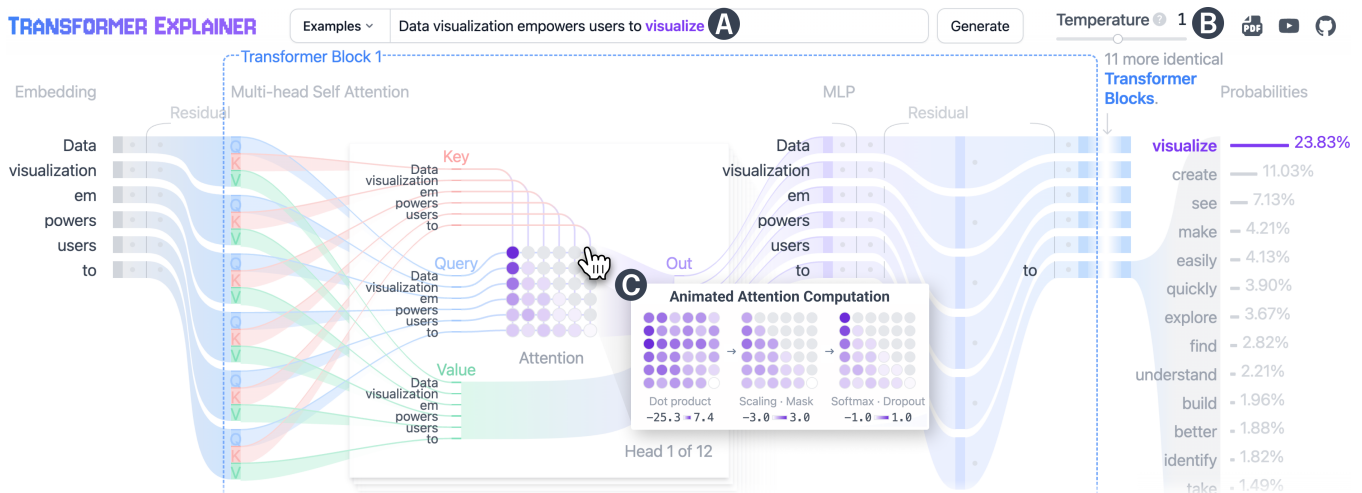 TRANSFORMER EXPLAINER
Examples
Data visualization empowers users to visualize
A
Generate
Temperature ? 1
B
PDF
Transformer Block 1
11 more identical
Transformer
Blocks.
Embedding
Residual
Multi-head Self Attention
MLP
Residual
Probabilities
Data
visualization
em
powers
users
to
Q
K
V
Q
K
V
Q
K
V
Q
K
V
Q
K
V
Q
K
V
Key
Data
visualization
em
powers
users
to
Query
Data
visualization
em
powers
users
to
Attention
Value
Data
visualization
em
powers
users
to
Out
Head 1 of 12
C
Animated Attention Computation
Dot product
Scaling · Mask
Softmax · Dropout
-25.3 7.4
-3.0 3.0
-1.0 1.0
Data
visualization
em
powers
users
to
to
visualize 23.83%
create 11.03%
see 7.13%
make 4.21%
easily 4.13%
quickly 3.90%
explore 3.67%
find 2.82%
understand 2.21%
build 1.96%
better 1.88%
identify 1.82%
take 1.49%